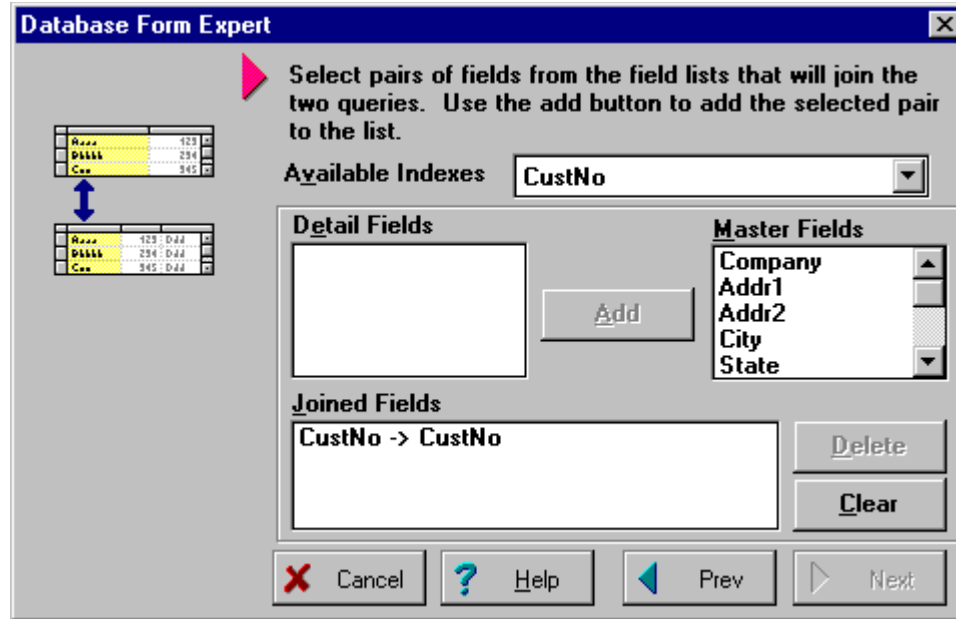 Database Form Expert
Select pairs of fields from the field lists that will join the
two queries. Use the add button to add the selected pair
to the list.
Available Indexes CustNo
Detail Fields
Master Fields
Company
Addr1
Addr2
City
State
Add
Joined Fields
CustNo -> CustNo
Delete
Clear
Cancel Help Prev Next